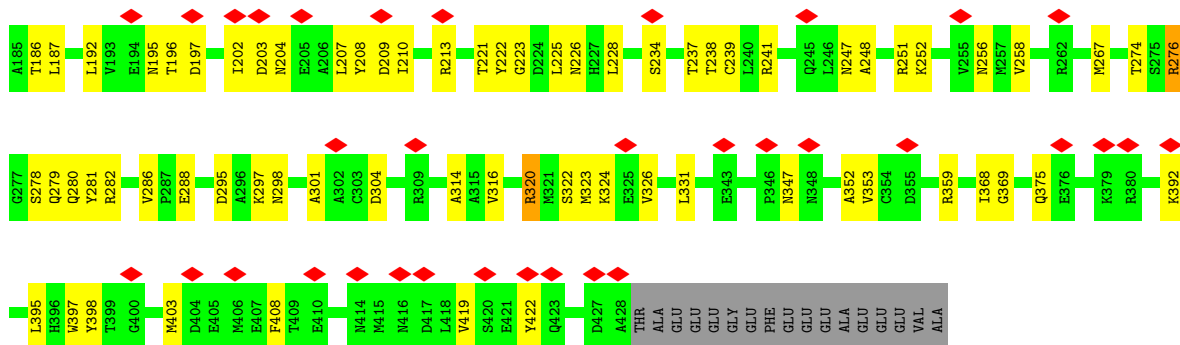 A185 T186 L187 L192 V193 E194 N195 T196 D197 I202 D203 N204 E205 A206 L207 Y208 D209 I210 R213 T221 Y222 G223 D224 L225 N226 H227 L228 S234 T237 T238 C239 L240 R241 Q245 L246 N247 A248 R251 K252 V255 N256 M257 V258 R262 M267 T274 S275 R276
G277 S278 Q279 Q280 Y281 R282 V286 P287 E288 D295 A296 K297 N298 A301 A302 C303 D304 R309 A314 A315 V316 R320 M321 S322 M323 K324 E325 V326 L331 E343 P346 N347 N348 A352 V353 C354 D355 R359 I368 G369 Q375 E376 K379 R380 K392
L395 H396 W397 Y398 T399 G400 M403 D404 E405 M406 E407 F408 T409 E410 N414 M415 N416 D417 L418 V419 S420 E421 Y422 Q423 D427 A428 THR ALA GLU GLU GLU GLY GLU PHE GLU GLU GLU ALA GLU GLU GLU VAL ALA